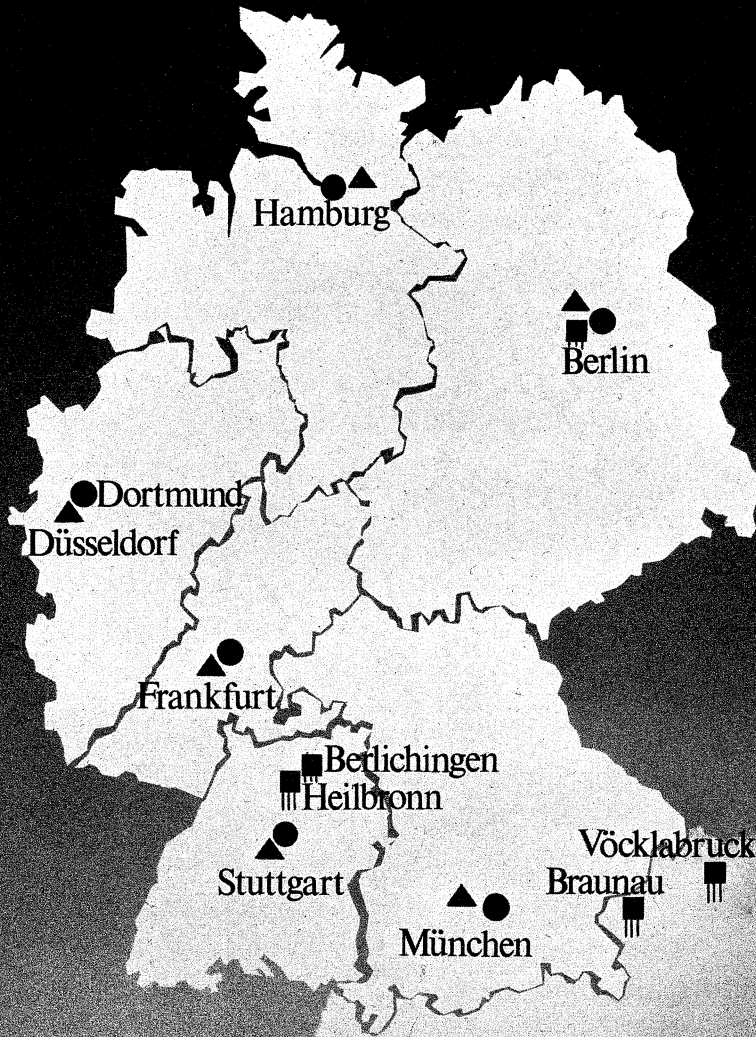 Hamburg
Berlin
Dortmund
Düsseldorf
Frankfurt
Berlichingen
Heilbronn
Vöcklabruck
Stuttgart
Braunau
München